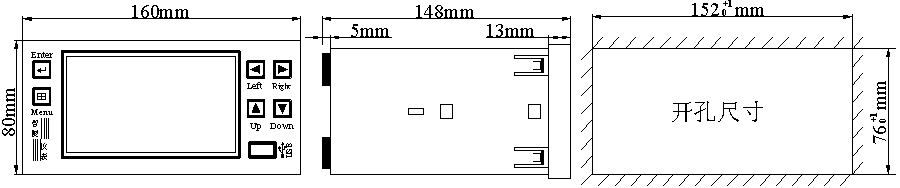 160mm
80mm
Enter
Menu
Left
Right
Up
Down
USB
148mm
5mm
13mm
152 +1 0 mm
76 +1 0 mm
开孔尺寸